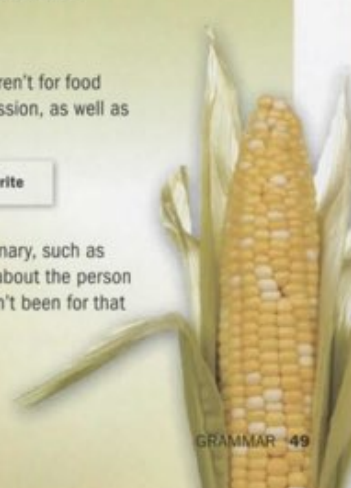 ren't for food
ssion, as well as
rite
nary, such as
about the person
n't been for that
GRAMMAR 49